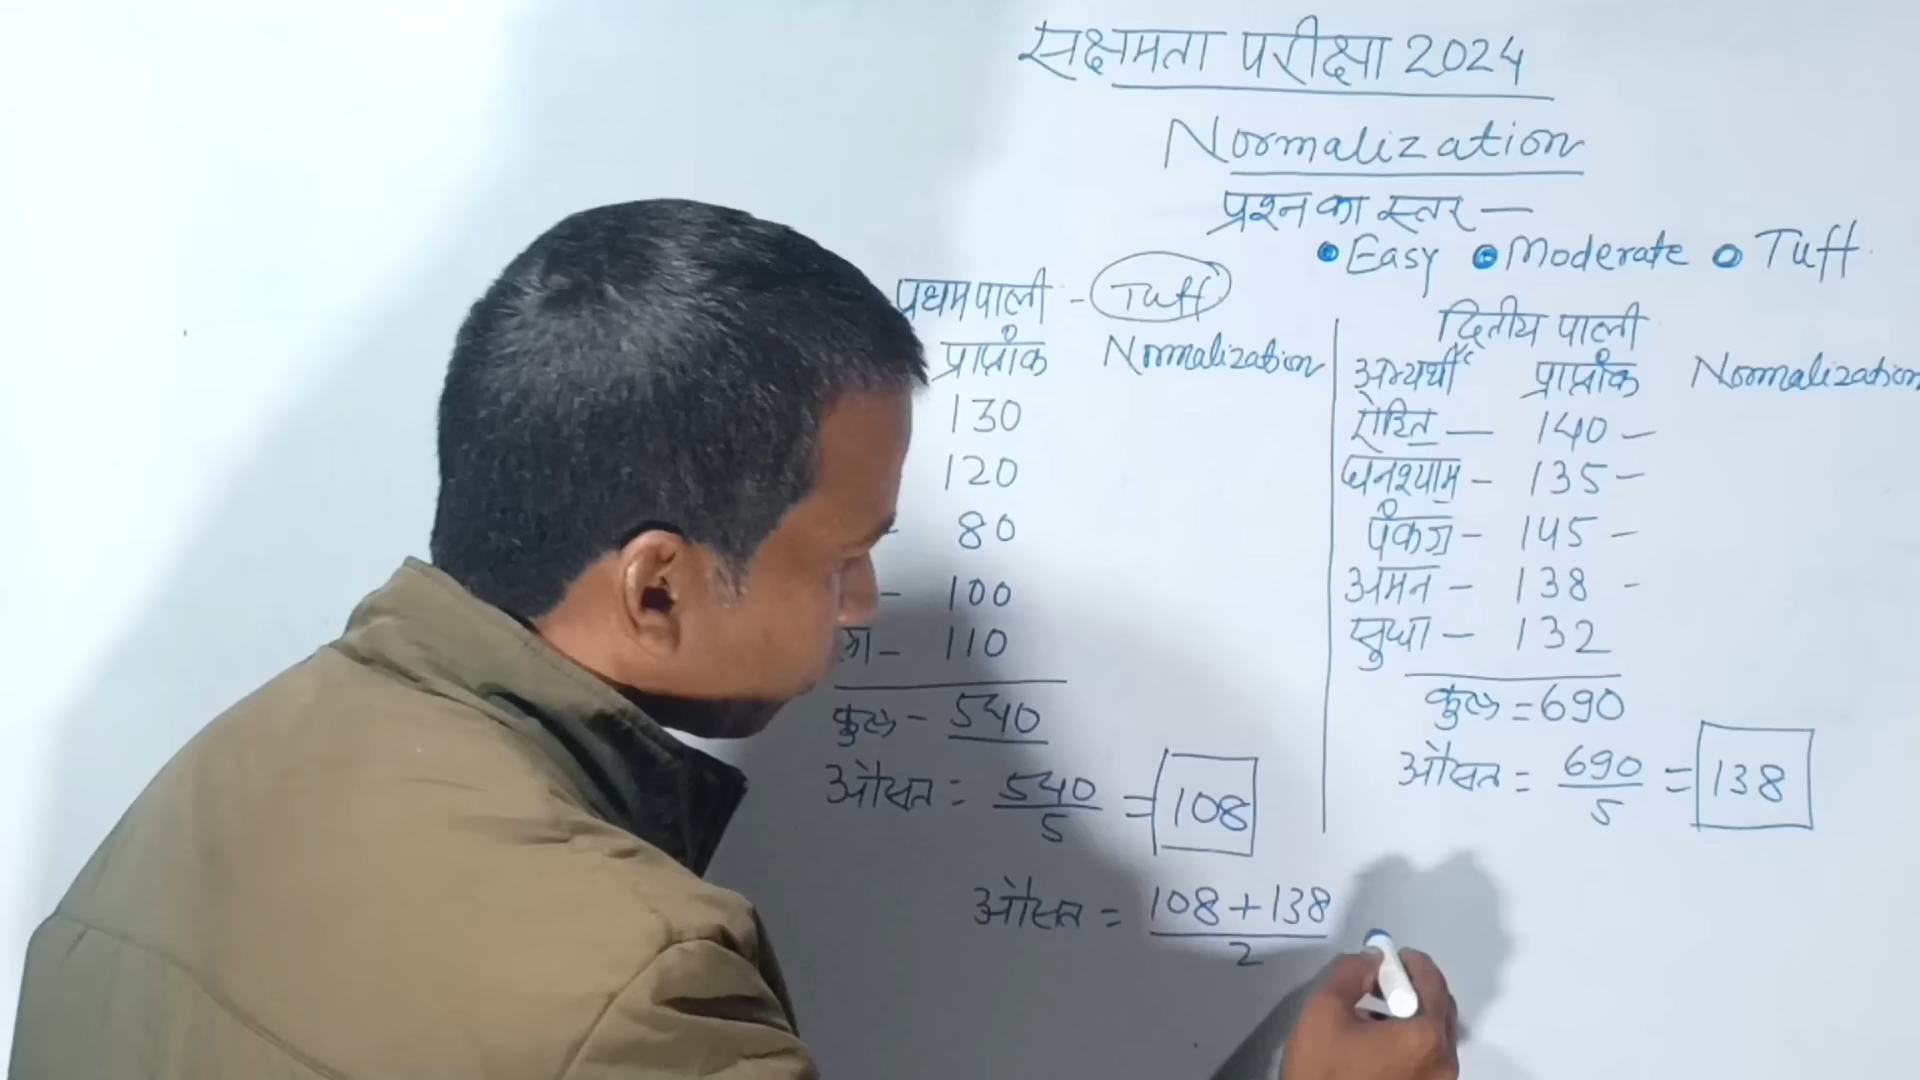 सक्षमता परीक्षा 2024
Normalization
प्रश्न का स्तर —
• Easy • Moderate • Tuff
प्रथम पाली - Tuff
प्राप्तांक Normalization
130
120
- 80
- 100
- 110
कुल - 540
औसत = 540/5 = 108
द्वितीय पाली
अभ्यर्थी प्राप्तांक Normalization
रोहित — 140 —
घनश्याम - 135 -
पंकज - 145 -
अमन - 138 -
सुधा - 132
कुल = 690
औसत = 690/5 = 138
औसत = 108+138/2